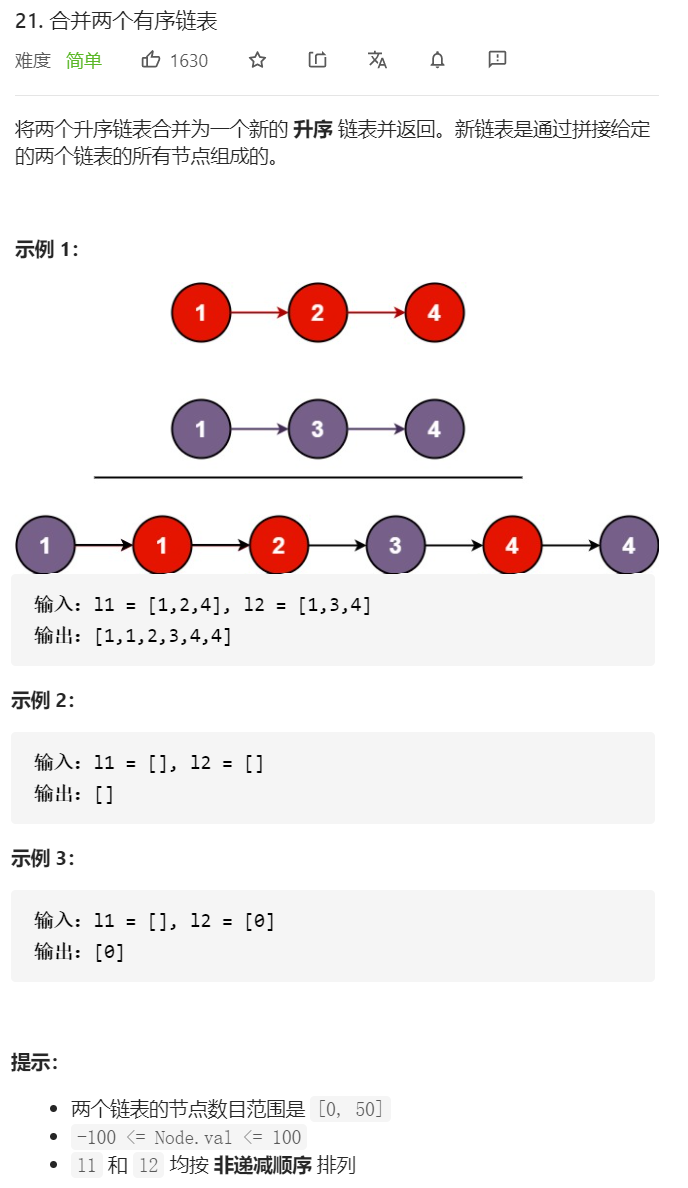 21. 合并两个有序链表
难度 简单 1630
将两个升序链表合并为一个新的 升序 链表并返回。新链表是通过拼接给定
的两个链表的所有节点组成的。
示例 1：
1 2 4
1 3 4
1 1 2 3 4 4
输入：l1 = [1,2,4], l2 = [1,3,4]
输出：[1,1,2,3,4,4]
示例 2：
输入：l1 = [], l2 = []
输出：[]
示例 3：
输入：l1 = [], l2 = [0]
输出：[0]
提示：
两个链表的节点数目范围是 [0, 50]
-100 <= Node.val <= 100
l1 和 l2 均按 非递减顺序 排列